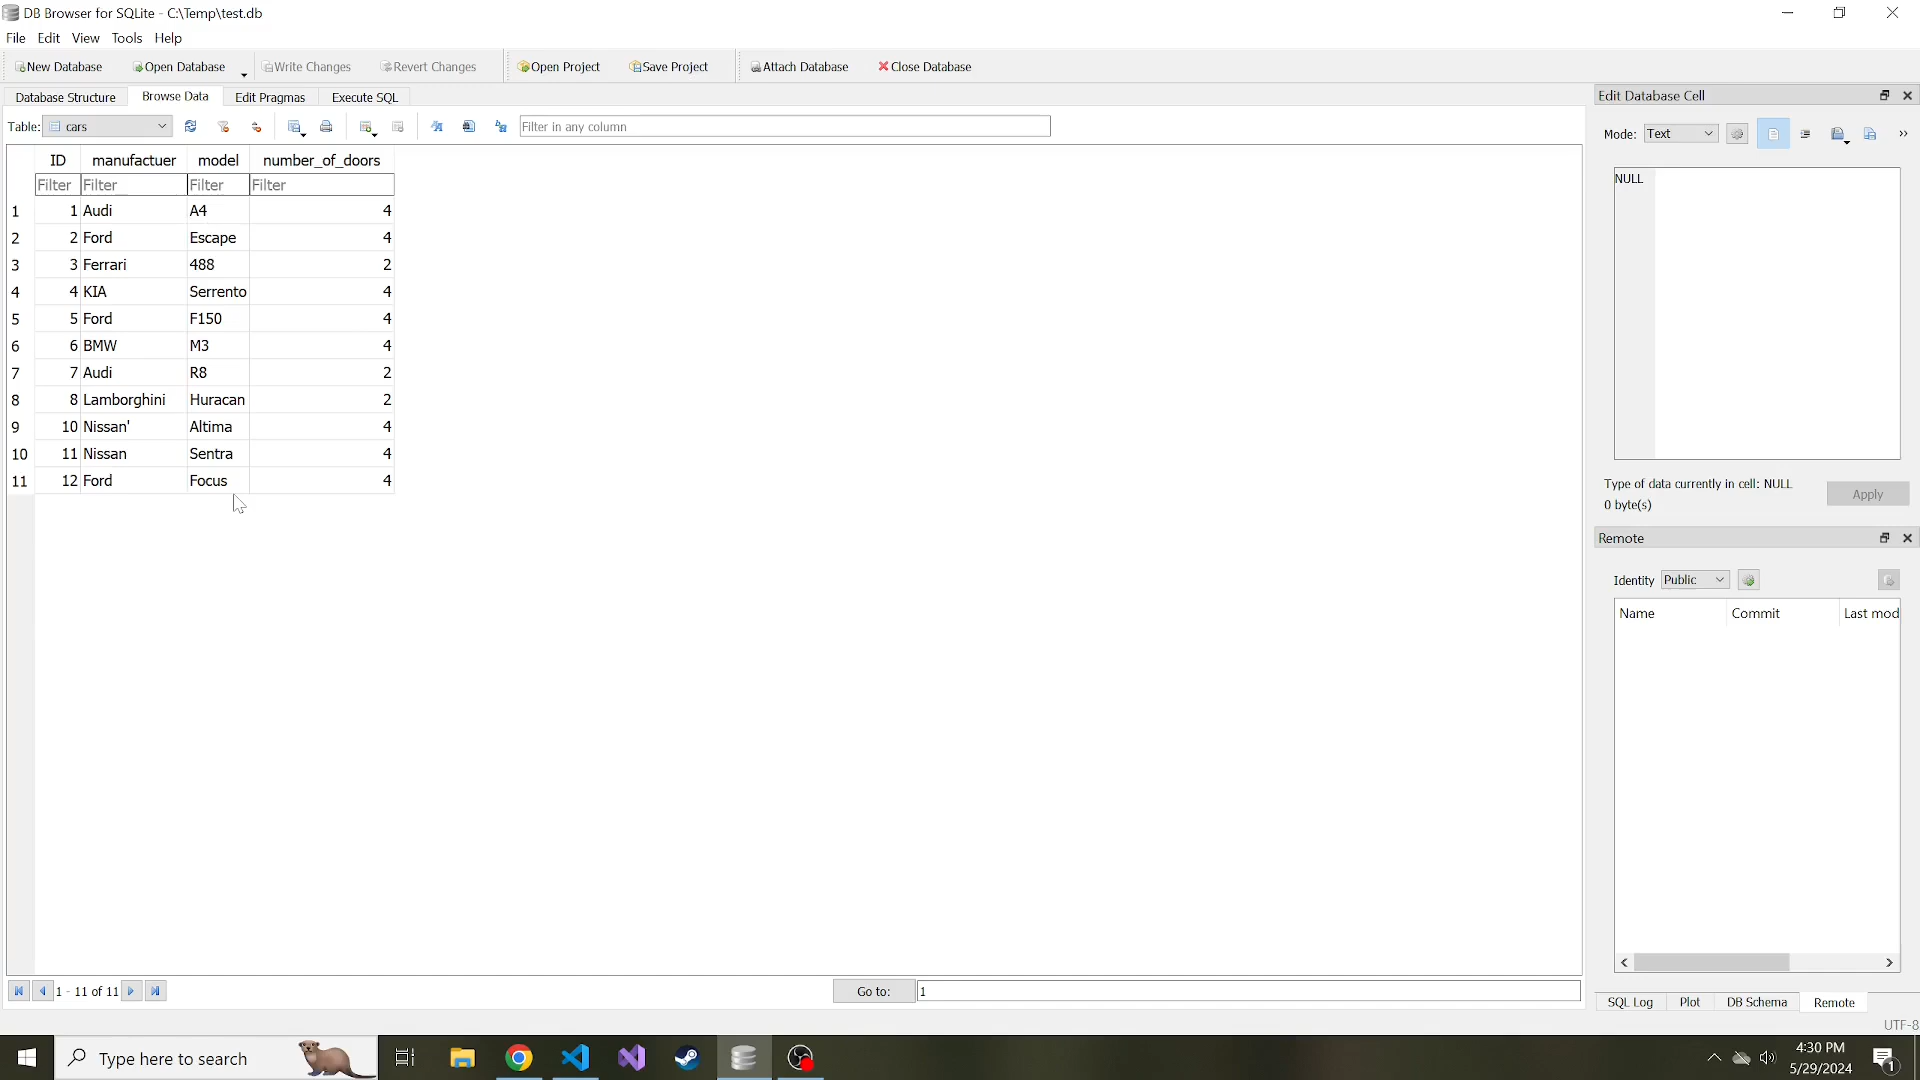 DB Browser for SQLite - C:\Temp\test.db
File Edit View Tools Help
New Database Open Database Write Changes Revert Changes Open Project Save Project Attach Database Close Database
Database Structure Browse Data Edit Pragmas Execute SQL
Table: cars Filter in any column
ID manufactuer model number_of_doors
Filter Filter Filter Filter
1 1 Audi A4 4
2 2 Ford Escape 4
3 3 Ferrari 488 2
4 4 KIA Serrento 4
5 5 Ford F150 4
6 6 BMW M3 4
7 7 Audi R8 2
8 8 Lamborghini Huracan 2
9 10 Nissan' Altima 4
10 11 Nissan Sentra 4
11 12 Ford Focus 4
1 - 11 of 11 Go to: 1
Edit Database Cell
Mode: Text
NULL
Type of data currently in cell: NULL
0 byte(s)
Apply
Remote
Identity Public
Name Commit Last mod
SQL Log Plot DB Schema Remote
UTF-8
Type here to search
4:30 PM
5/29/2024
1